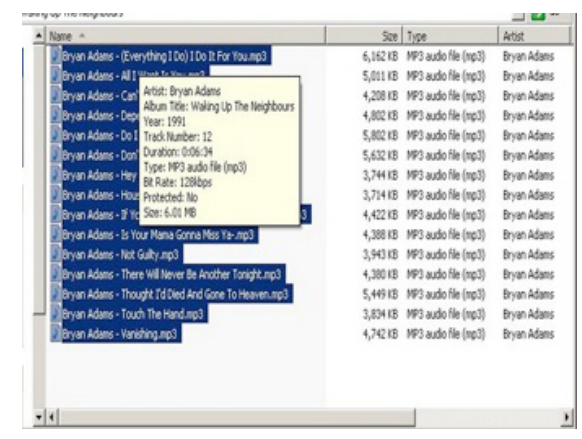 Waking Up The Neighbours
Name Size Type Artist
Bryan Adams - (Everything I Do) I Do It For You.mp3 6,162 KB MP3 audio file (mp3) Bryan Adams
Bryan Adams - All I Want Is You.mp3 5,011 KB MP3 audio file (mp3) Bryan Adams
Bryan Adams - Can' 4,208 KB MP3 audio file (mp3) Bryan Adams
Bryan Adams - Depe 4,802 KB MP3 audio file (mp3) Bryan Adams
Bryan Adams - Do I 5,802 KB MP3 audio file (mp3) Bryan Adams
Bryan Adams - Don' 5,632 KB MP3 audio file (mp3) Bryan Adams
Bryan Adams - Hey 3,744 KB MP3 audio file (mp3) Bryan Adams
Bryan Adams - Hous 3,714 KB MP3 audio file (mp3) Bryan Adams
Bryan Adams - If Yo 3 4,422 KB MP3 audio file (mp3) Bryan Adams
Bryan Adams - Is Your Mama Gonna Miss Ya-.mp3 4,388 KB MP3 audio file (mp3) Bryan Adams
Bryan Adams - Not Guilty.mp3 3,943 KB MP3 audio file (mp3) Bryan Adams
Bryan Adams - There Will Never Be Another Tonight.mp3 4,380 KB MP3 audio file (mp3) Bryan Adams
Bryan Adams - Thought I'd Died And Gone To Heaven.mp3 5,449 KB MP3 audio file (mp3) Bryan Adams
Bryan Adams - Touch The Hand.mp3 3,834 KB MP3 audio file (mp3) Bryan Adams
Bryan Adams - Vanishing.mp3 4,742 KB MP3 audio file (mp3) Bryan Adams
Artist: Bryan Adams
Album Title: Waking Up The Neighbours
Year: 1991
Track Number: 12
Duration: 0:06:34
Type: MP3 audio file (mp3)
Bit Rate: 128kbps
Protected: No
Size: 6.01 MB